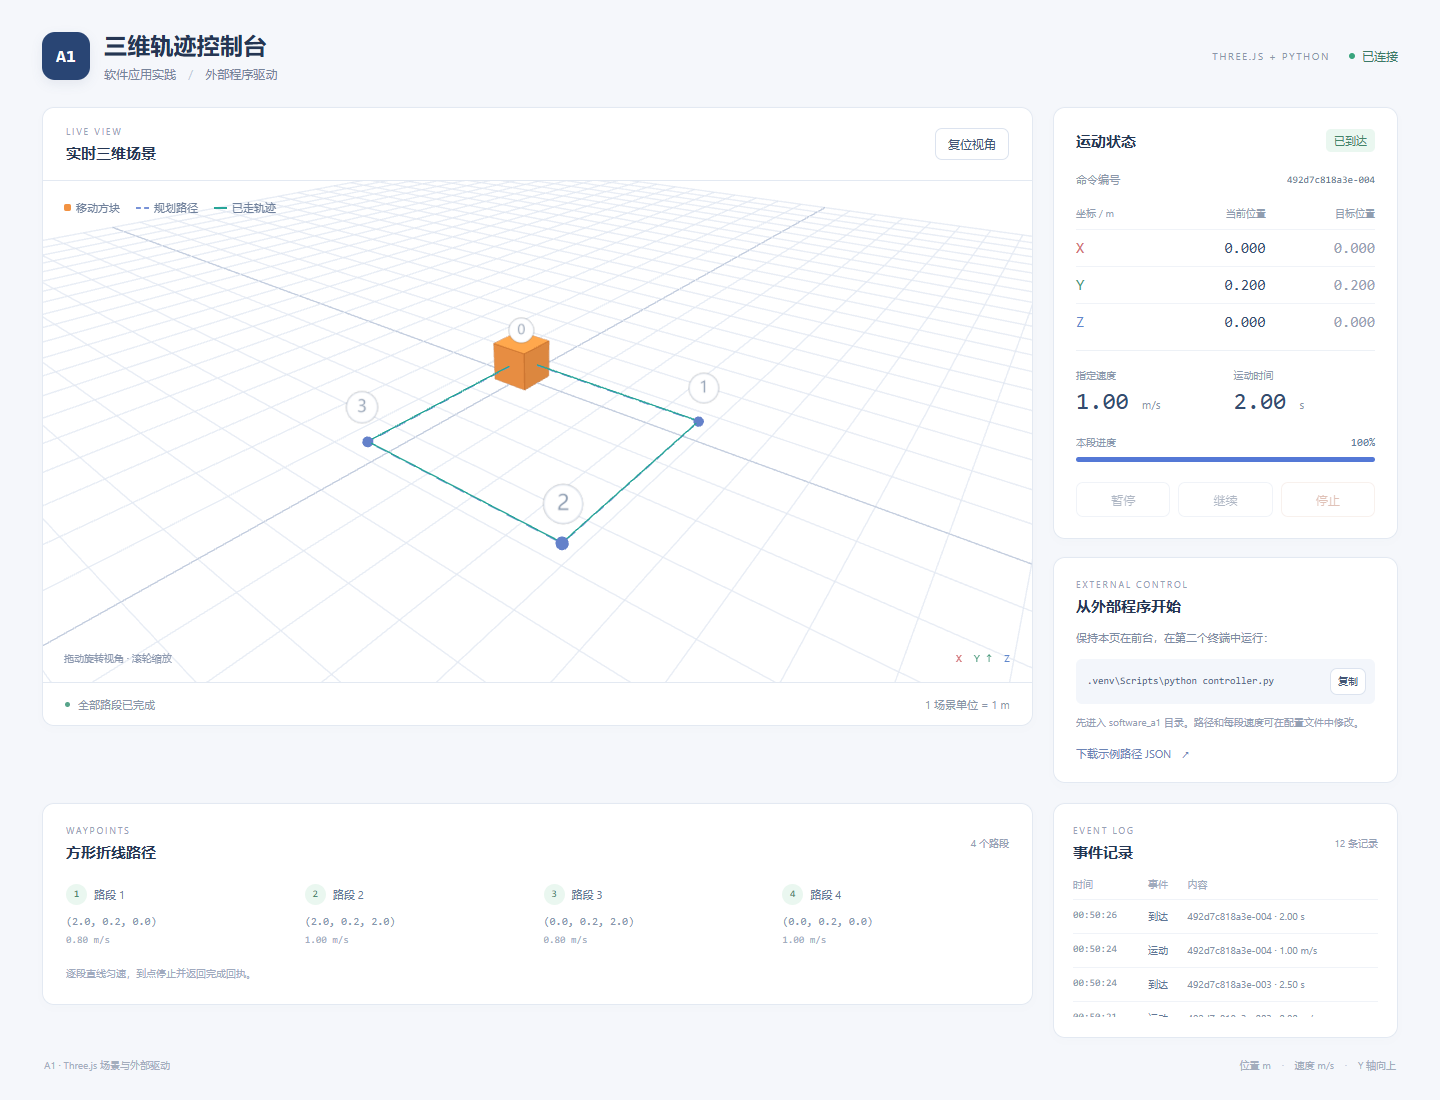 A1
三维轨迹控制台
软件应用实践 / 外部程序驱动
THREE.JS + PYTHON
已连接
LIVE VIEW
实时三维场景
复位视角
移动方块
规划路径
已走轨迹
0
1
3
2
拖动旋转视角 · 滚轮缩放
X Y ↑ Z
全部路段已完成
1 场景单位 = 1 m
运动状态
已到达
命令编号
492d7c818a3e-004
坐标 / m 当前位置 目标位置
X 0.000 0.000
Y 0.200 0.200
Z 0.000 0.000
指定速度 运动时间
1.00 m/s 2.00 s
本段进度 100%
暂停 继续 停止
EXTERNAL CONTROL
从外部程序开始
保持本页在前台，在第二个终端中运行：
.venv\Scripts\python controller.py
复制
先进入 software_a1 目录。路径和每段速度可在配置文件中修改。
下载示例路径 JSON ↗
WAYPOINTS
方形折线路径
4 个路段
1 路段 1
(2.0, 0.2, 0.0)
0.80 m/s
2 路段 2
(2.0, 0.2, 2.0)
1.00 m/s
3 路段 3
(0.0, 0.2, 2.0)
0.80 m/s
4 路段 4
(0.0, 0.2, 0.0)
1.00 m/s
逐段直线匀速，到点停止并返回完成回执。
EVENT LOG
事件记录
12 条记录
时间 事件 内容
00:50:26 到达 492d7c818a3e-004 · 2.00 s
00:50:24 运动 492d7c818a3e-004 · 1.00 m/s
00:50:24 到达 492d7c818a3e-003 · 2.50 s
A1 · Three.js 场景与外部驱动
位置 m · 速度 m/s · Y 轴向上